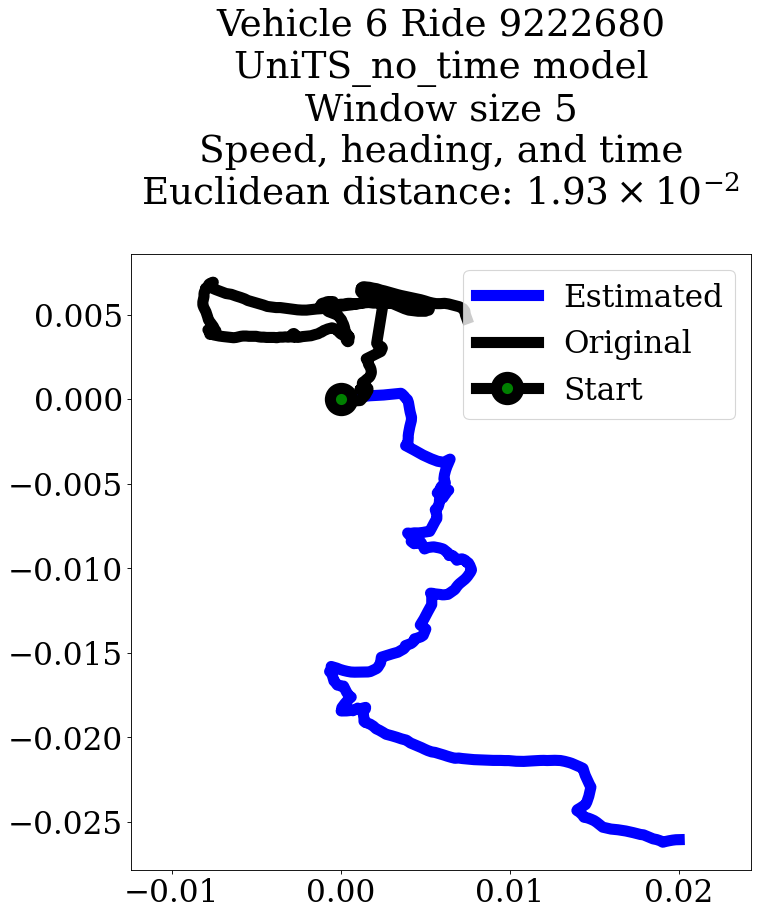 Vehicle 6 Ride 9222680
UniTS_no_time model
Window size 5
Speed, heading, and time
Euclidean distance: 1.93 × 10⁻²
Estimated
Original
Start
0.005
0.000
−0.005
−0.010
−0.015
−0.020
−0.025
−0.01 0.00 0.01 0.02